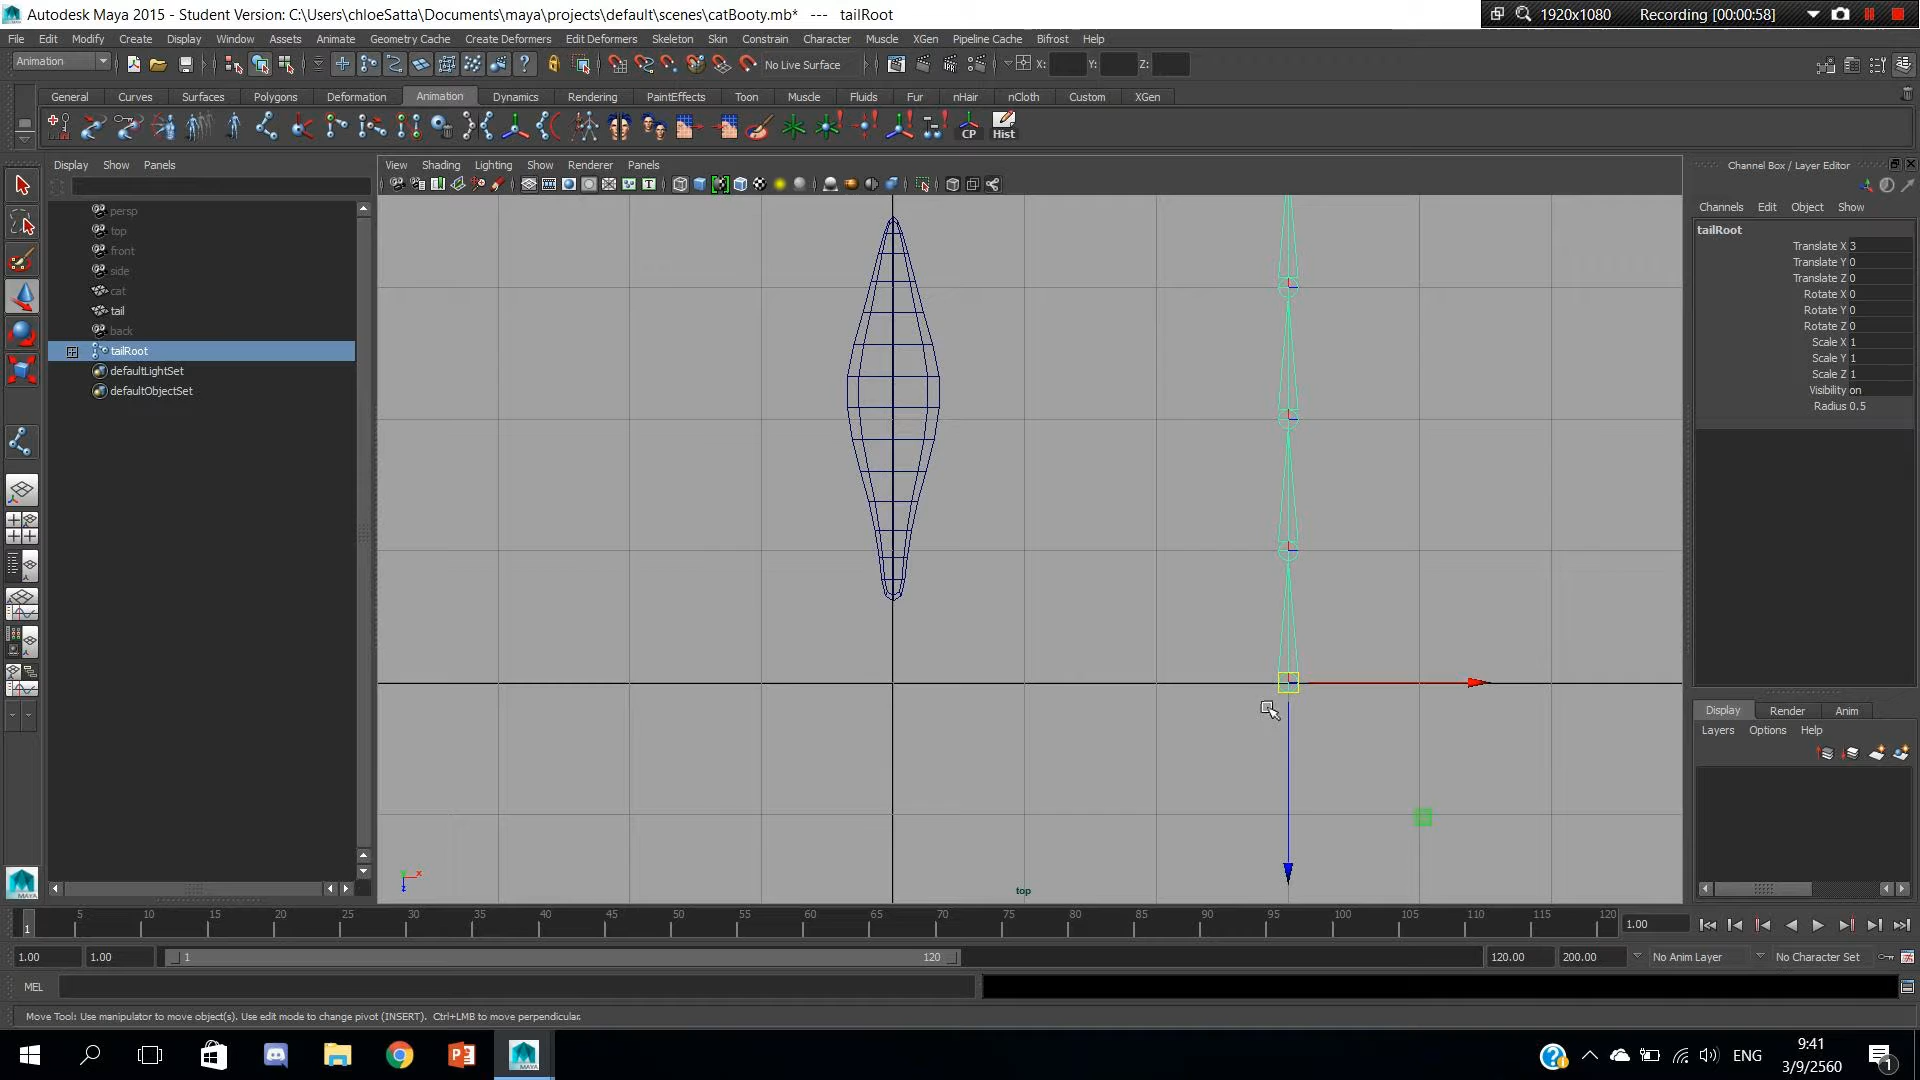 Autodesk Maya 2015 - Student Version: C:\Users\chloeSatta\Documents\maya\projects\default\scenes\catBooty.mb* --- tailRoot
1920x1080 Recording [00:00:58]
File Edit Modify Create Display Window Assets Animate Geometry Cache Create Deformers Edit Deformers Skeleton Skin Constrain Character Muscle XGen Pipeline Cache Bifrost Help
Animation No Live Surface X: Y: Z:
General Curves Surfaces Polygons Deformation Animation Dynamics Rendering PaintEffects Toon Muscle Fluids Fur nHair nCloth Custom XGen
CP Hist
Display Show Panels
View Shading Lighting Show Renderer Panels
Channel Box / Layer Editor
Channels Edit Object Show
persp
top
front
side
cat
tail
back
tailRoot
defaultLightSet
defaultObjectSet
tailRoot
Translate X 3
Translate Y 0
Translate Z 0
Rotate X 0
Rotate Y 0
Rotate Z 0
Scale X 1
Scale Y 1
Scale Z 1
Visibility on
Radius 0.5
Display Render Anim
Layers Options Help
top
MAYA
1 5 10 15 20 25 30 35 40 45 50 55 60 65 70 75 80 85 90 95 100 105 110 115 120 1.00
1.00 1.00 1 120 120.00 200.00 No Anim Layer No Character Set
MEL
Move Tool: Use manipulator to move object(s). Use edit mode to change pivot (INSERT). Ctrl+LMB to move perpendicular.
ENG 9:41
3/9/2560
1